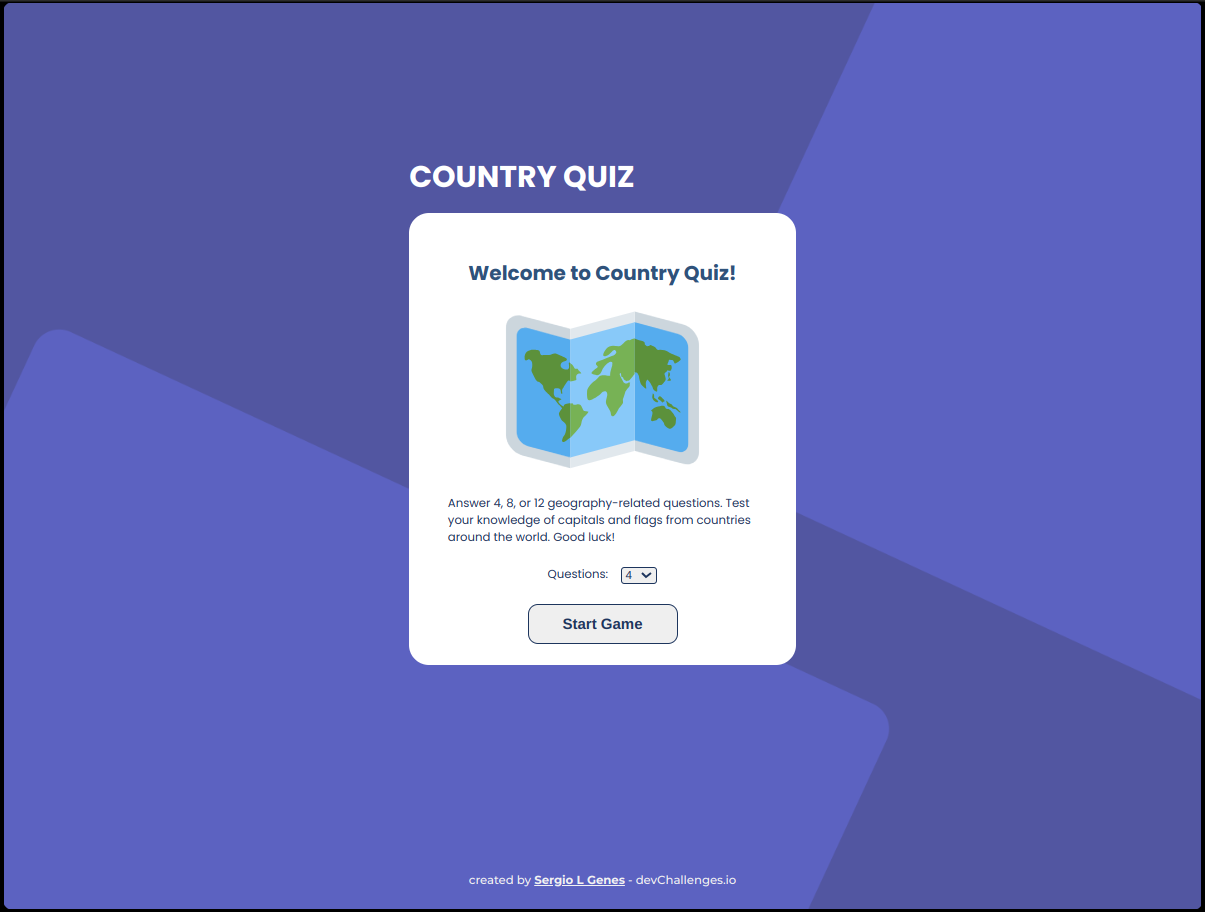 COUNTRY QUIZ
Welcome to Country Quiz!
Answer 4, 8, or 12 geography-related questions. Test
your knowledge of capitals and flags from countries
around the world. Good luck!
Questions: 4
Start Game
created by Sergio L Genes - devChallenges.io